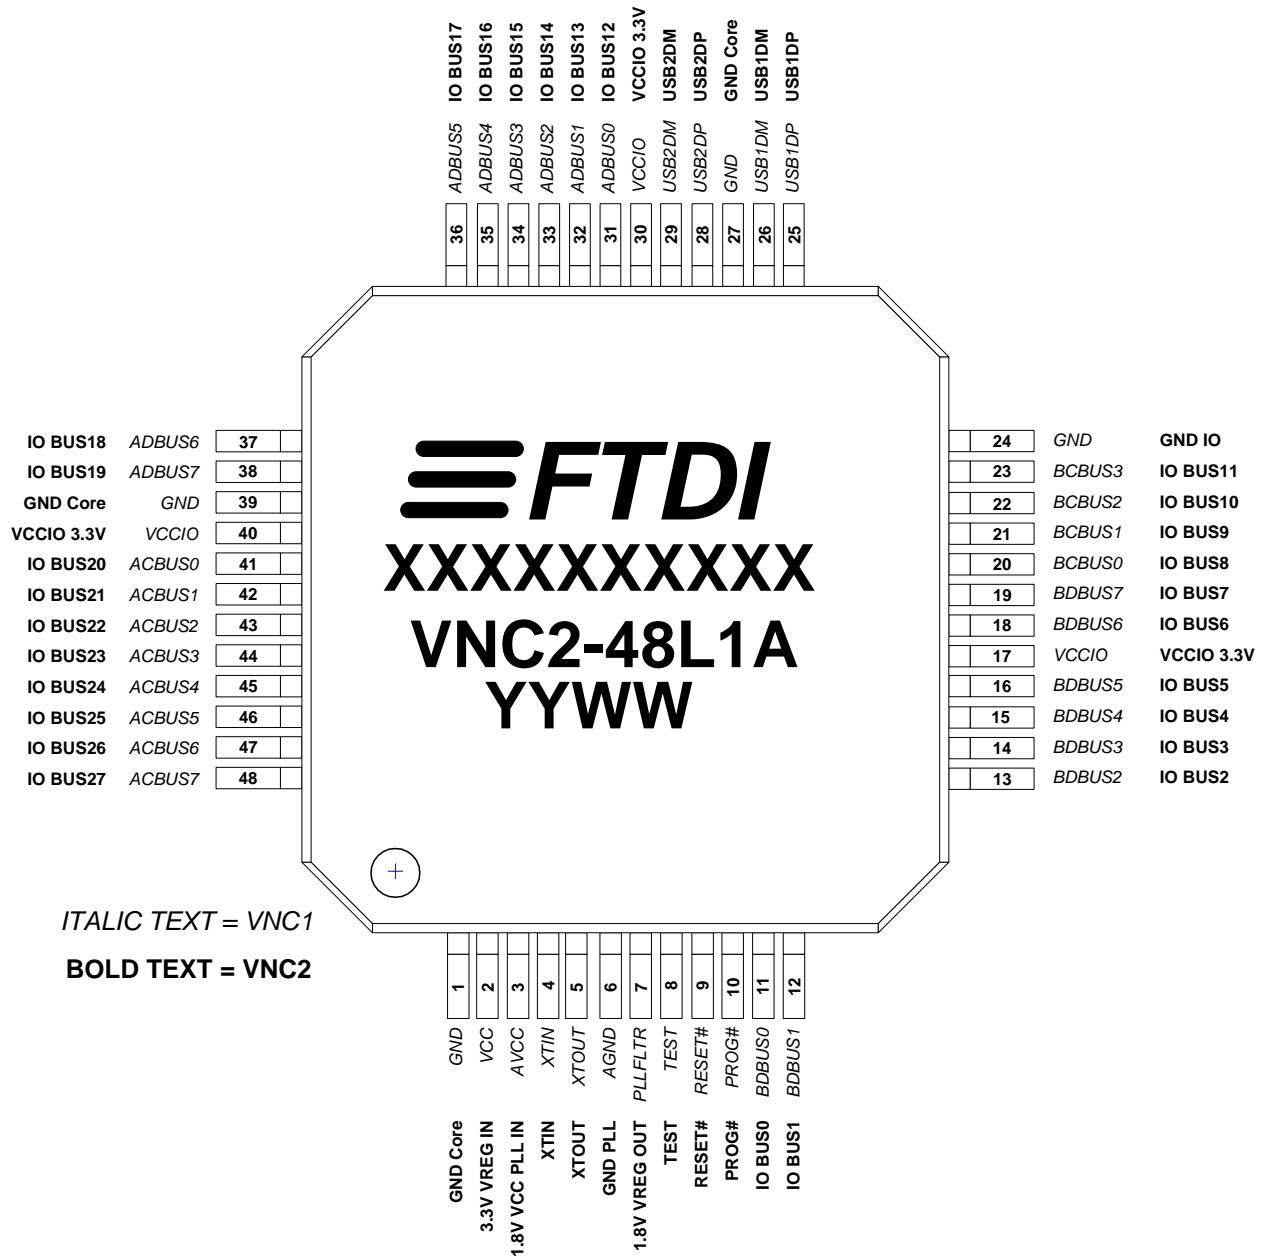 IO BUS17
IO BUS16
IO BUS15
IO BUS14
IO BUS13
IO BUS12
VCCIO 3.3V
USB2DM
USB2DP
GND Core
USB1DM
USB1DP
ADBUS5
ADBUS4
ADBUS3
ADBUS2
ADBUS1
ADBUS0
VCCIO
USB2DM
USB2DP
GND
USB1DM
USB1DP
36
35
34
33
32
31
30
29
28
27
26
25
IO BUS18 ADBUS6 37
IO BUS19 ADBUS7 38
GND Core GND 39
VCCIO 3.3V VCCIO 40
IO BUS20 ACBUS0 41
IO BUS21 ACBUS1 42
IO BUS22 ACBUS2 43
IO BUS23 ACBUS3 44
IO BUS24 ACBUS4 45
IO BUS25 ACBUS5 46
IO BUS26 ACBUS6 47
IO BUS27 ACBUS7 48
FTDI
XXXXXXXXXX
VNC2-48L1A
YYWW
24 GND GND IO
23 BCBUS3 IO BUS11
22 BCBUS2 IO BUS10
21 BCBUS1 IO BUS9
20 BCBUS0 IO BUS8
19 BDBUS7 IO BUS7
18 BDBUS6 IO BUS6
17 VCCIO VCCIO 3.3V
16 BDBUS5 IO BUS5
15 BDBUS4 IO BUS4
14 BDBUS3 IO BUS3
13 BDBUS2 IO BUS2
ITALIC TEXT = VNC1
BOLD TEXT = VNC2
1
2
3
4
5
6
7
8
9
10
11
12
GND
VCC
AVCC
XTIN
XTOUT
AGND
PLLFLTR
TEST
RESET#
PROG#
BDBUS0
BDBUS1
GND Core
3.3V VREG IN
1.8V VCC PLL IN
XTIN
XTOUT
GND PLL
1.8V VREG OUT
TEST
RESET#
PROG#
IO BUS0
IO BUS1